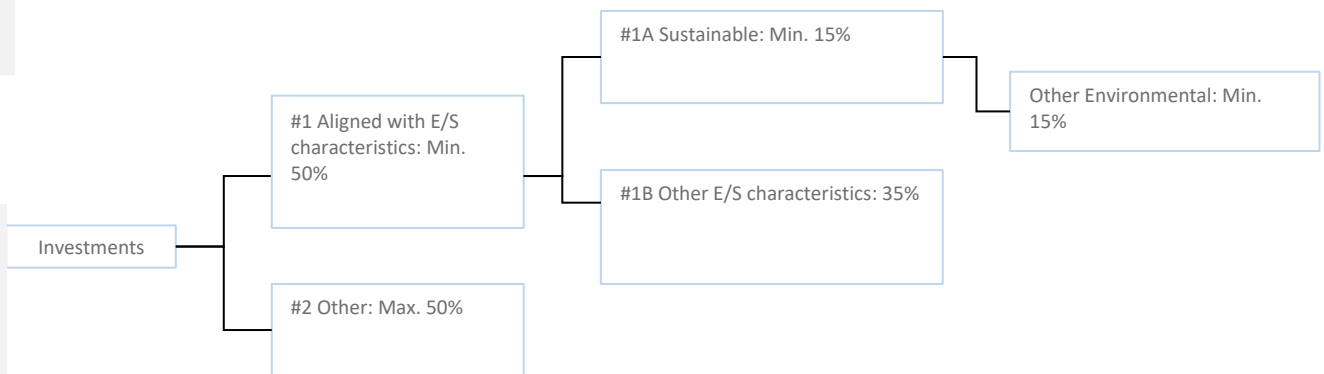 #1A Sustainable: Min. 15%
Other Environmental: Min.
15%
#1 Aligned with E/S
characteristics: Min.
50%
#1B Other E/S characteristics: 35%
Investments
#2 Other: Max. 50%